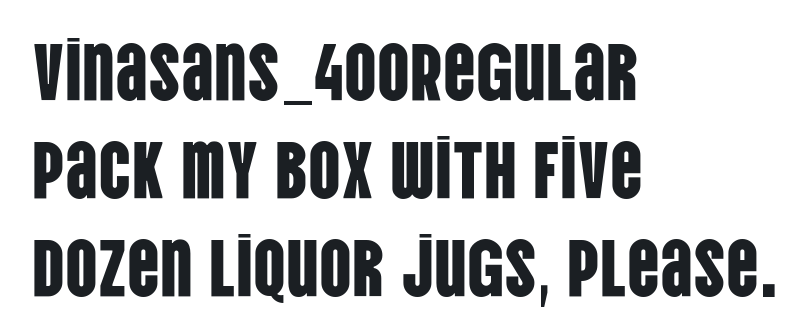 vinasans_400Regular
Pack my box with five
dozen liquor jugs, please.